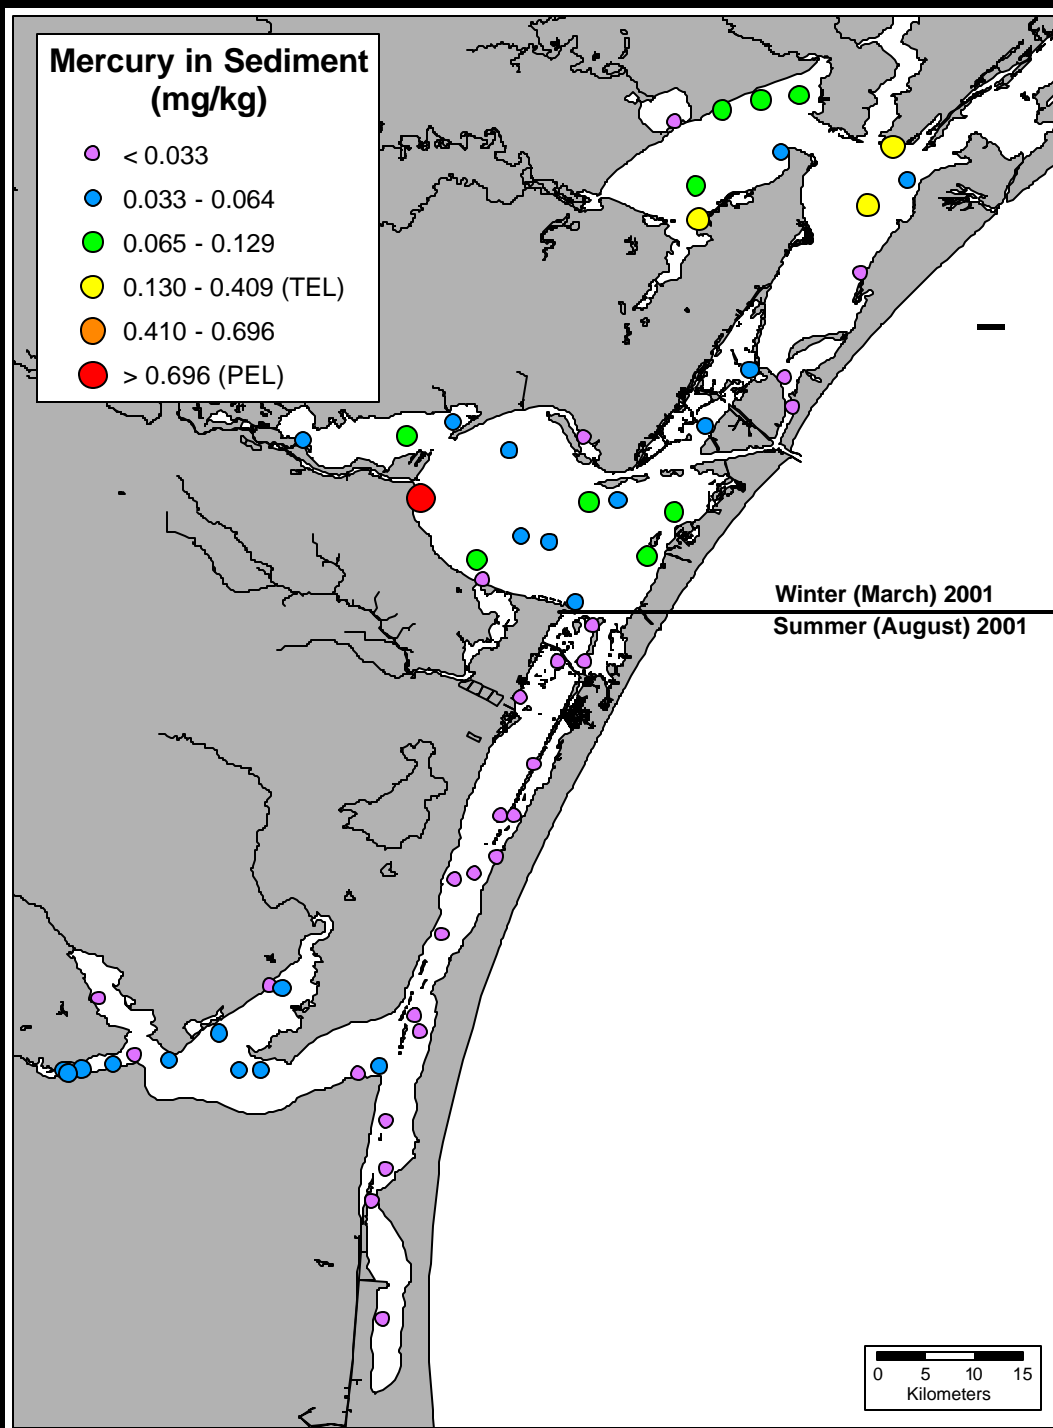 Mercury in Sediment
(mg/kg)
< 0.033
0.033 - 0.064
0.065 - 0.129
0.130 - 0.409 (TEL)
0.410 - 0.696
> 0.696 (PEL)
Winter (March) 2001
Summer (August) 2001
0 5 10 15
Kilometers